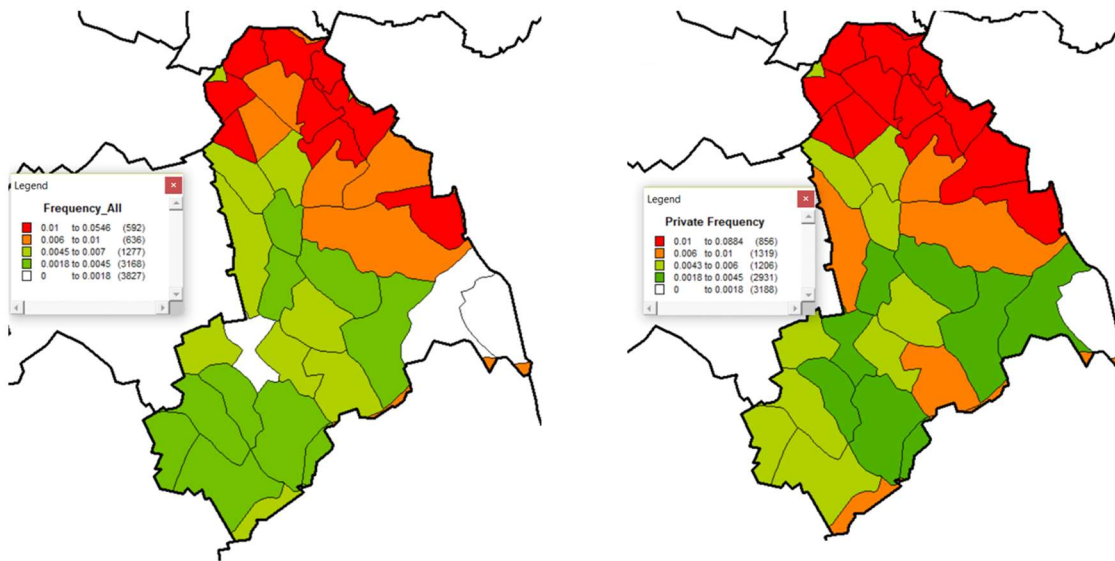 Legend
Frequency_All
0.01 to 0.0546 (592)
0.006 to 0.01 (636)
0.0045 to 0.007 (1277)
0.0018 to 0.0045 (3168)
0 to 0.0018 (3827)
Legend
Private Frequency
0.01 to 0.0884 (856)
0.006 to 0.01 (1319)
0.0043 to 0.006 (1206)
0.0018 to 0.0045 (2931)
0 to 0.0018 (3188)